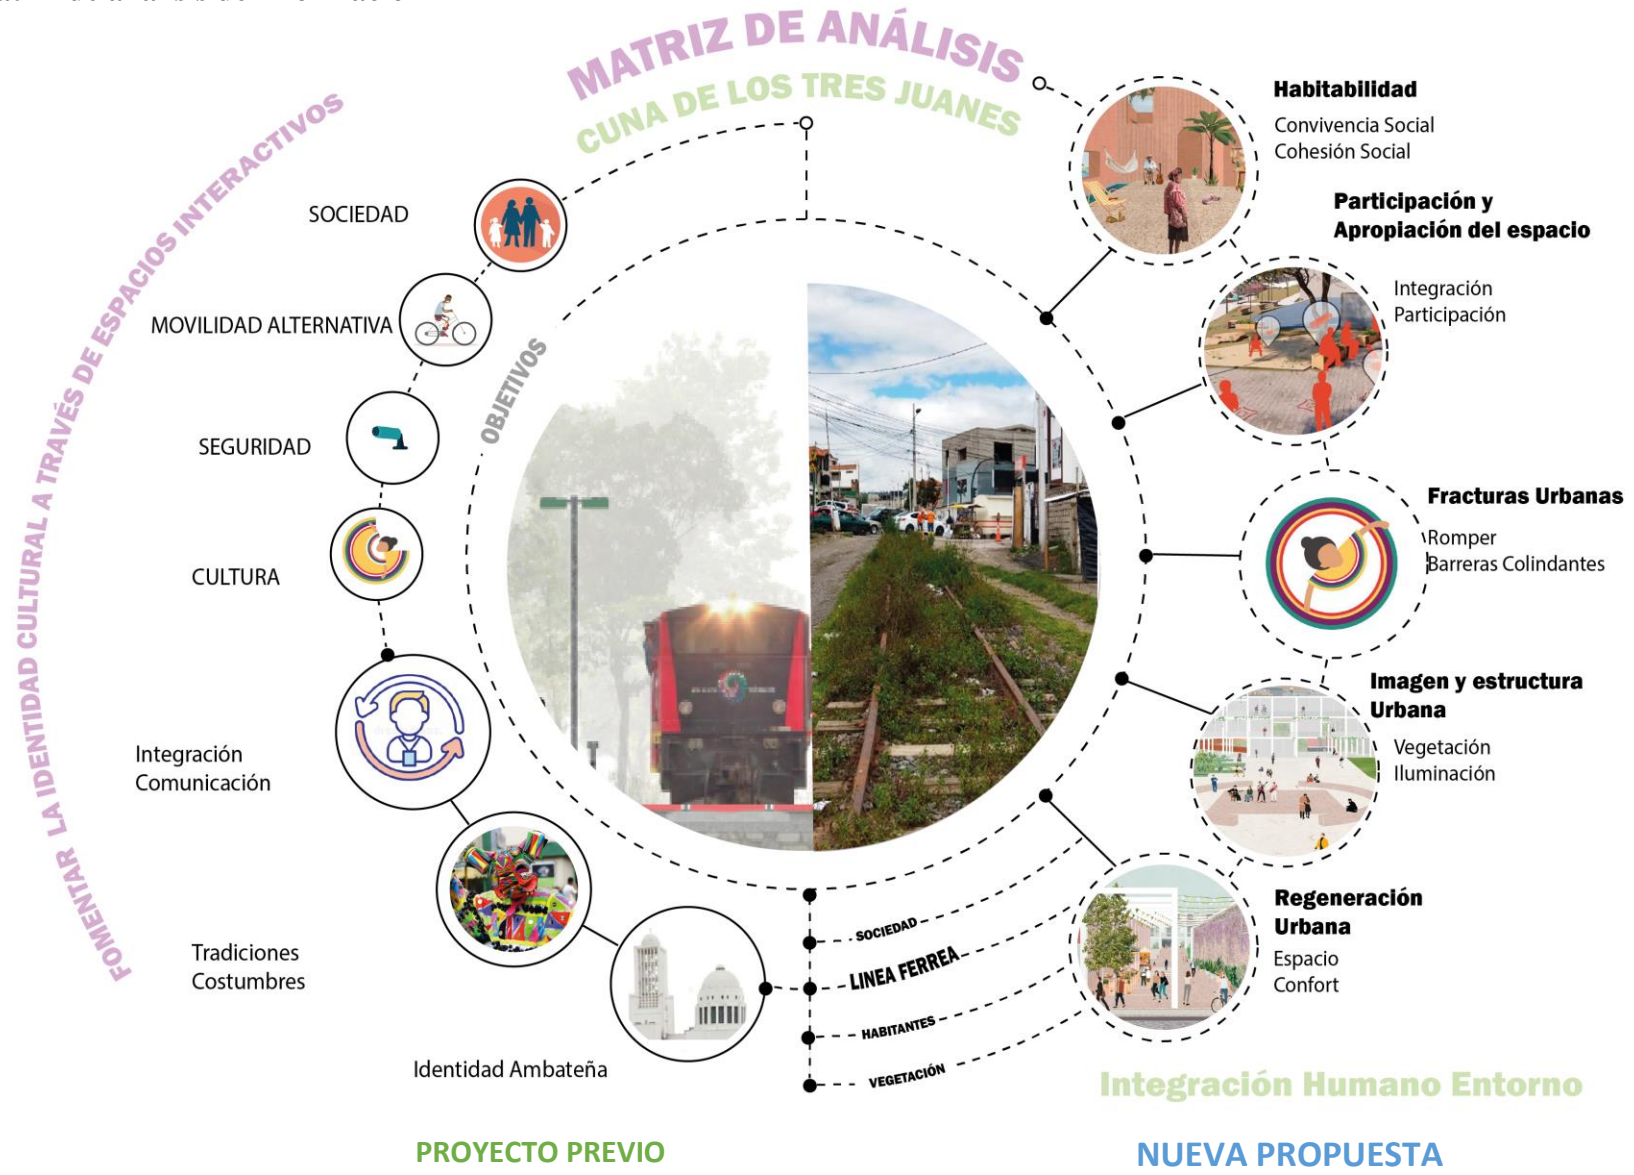 MATRIZ DE ANÁLISIS
CUNA DE LOS TRES JUANES
FOMENTAR LA IDENTIDAD CULTURAL A TRAVÉS DE ESPACIOS INTERACTIVOS
SOCIEDAD
MOVILIDAD ALTERNATIVA
SEGURIDAD
CULTURA
Integración
Comunicación
Tradiciones
Costumbres
Identidad Ambateña
OBJETIVOS
SOCIEDAD
LINEA FERREA
HABITANTES
VEGETACIÓN
Habitabilidad
Convivencia Social
Cohesión Social
Participación y
Apropiación del espacio
Integración
Participación
Fracturas Urbanas
Romper
Barreras Colindantes
Imagen y estructura
Urbana
Vegetación
Iluminación
Regeneración
Urbana
Espacio
Confort
Integración Humano Entorno
PROYECTO PREVIO
NUEVA PROPUESTA